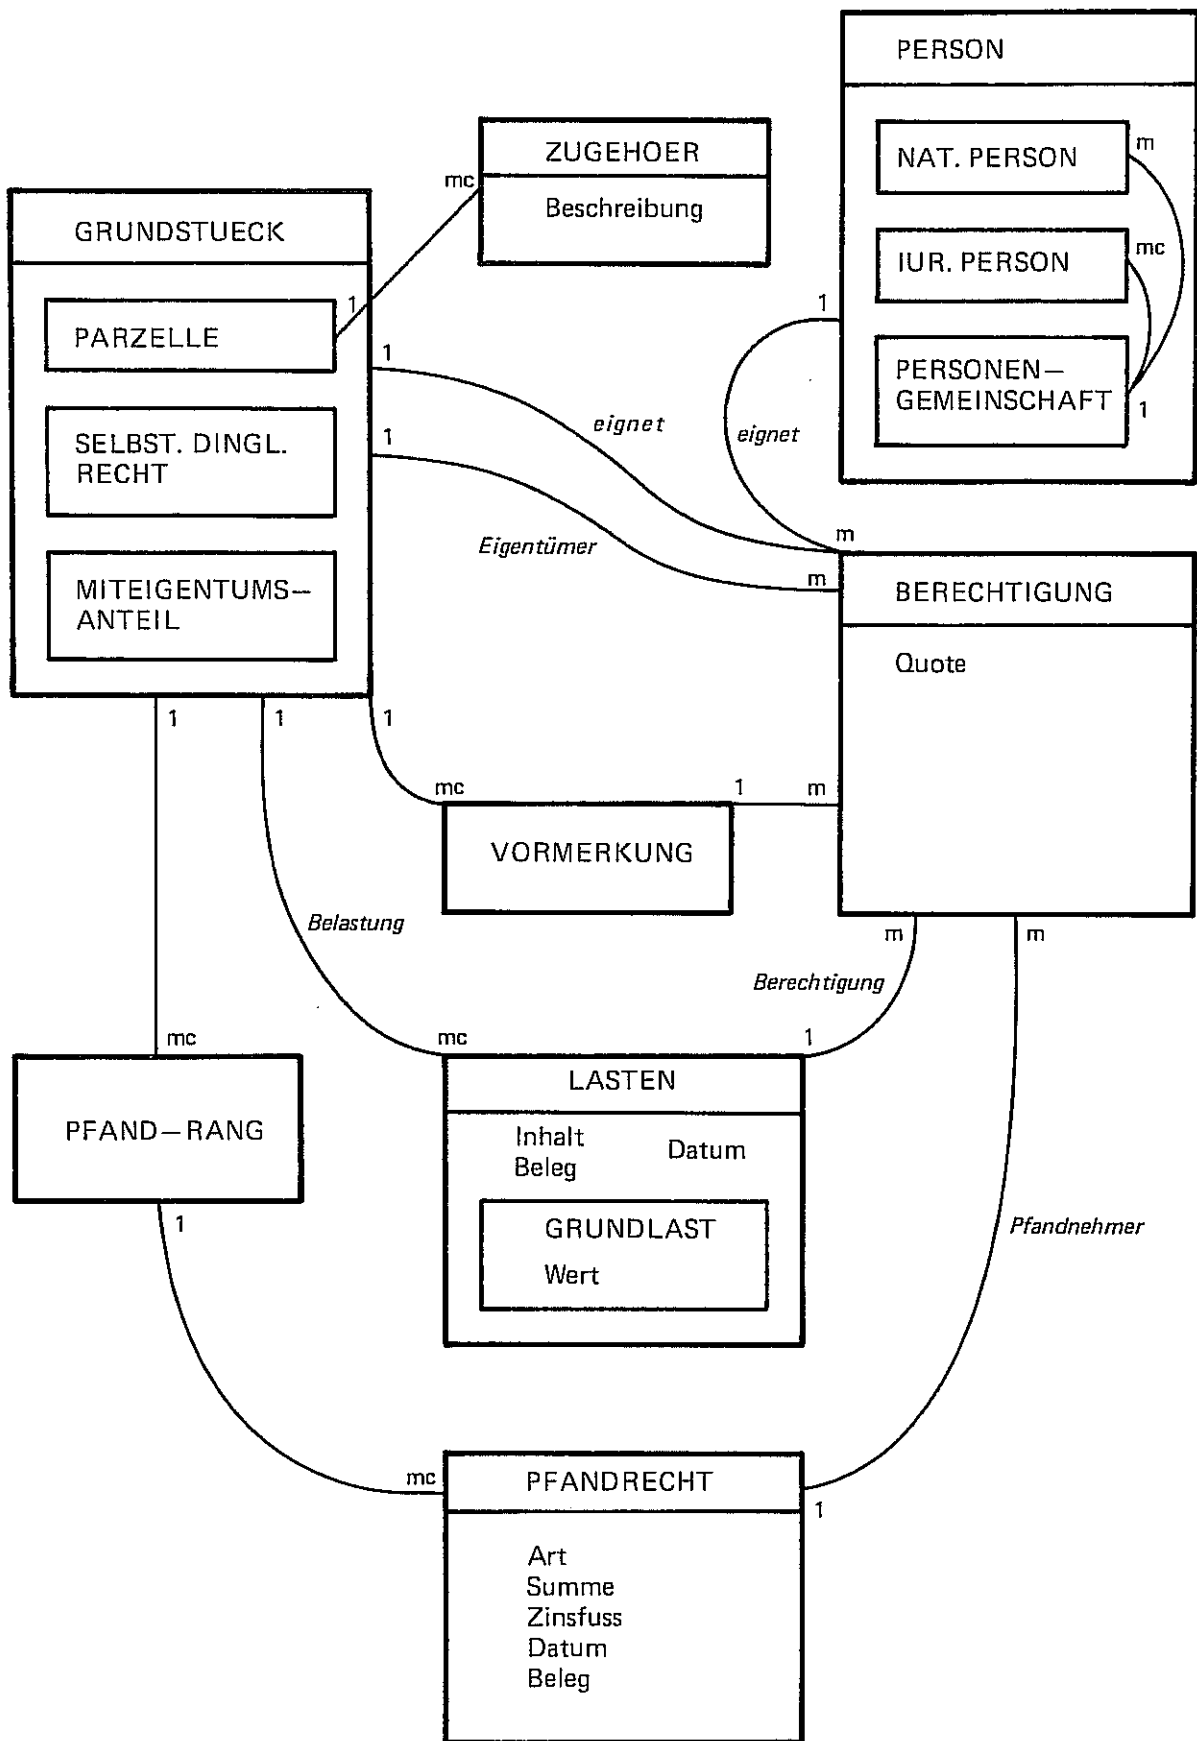 PERSON
1
NAT. PERSON
m
IUR. PERSON
mc
PERSONEN—
GEMEINSCHAFT
1
ZUGEHOER
mc
Beschreibung
GRUNDSTUECK
1
PARZELLE
SELBST. DINGL.
RECHT
MITEIGENTUMS—
ANTEIL
1
eignet
eignet
1
Eigentümer
m
m
BERECHTIGUNG
Quote
1
1
1
mc
1
m
VORMERKUNG
Belastung
m
m
Berechtigung
mc
mc
1
PFAND—RANG
LASTEN
Inhalt
Beleg
Datum
GRUNDLAST
Wert
1
Pfandnehmer
mc
PFANDRECHT
1
Art
Summe
Zinsfuss
Datum
Beleg